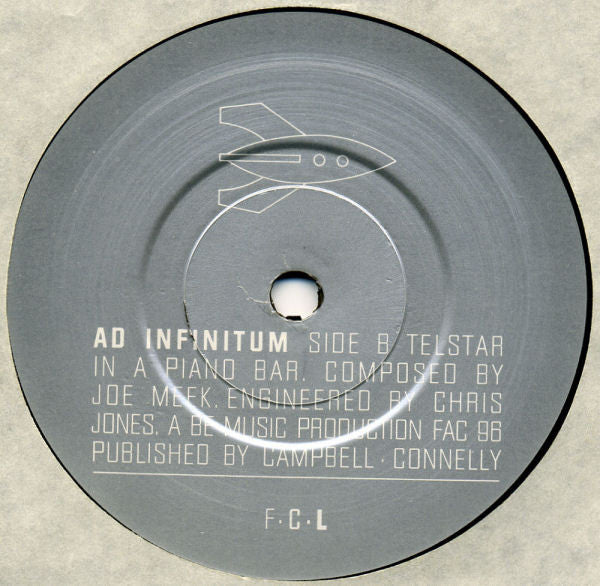 AD INFINITUM SIDE B TELSTAR
IN A PIANO BAR. COMPOSED BY
JOE MEEK. ENGINEERED BY CHRIS
JONES. A BE MUSIC PRODUCTION FAC 96
PUBLISHED BY CAMPBELL · CONNELLY
F · C · L